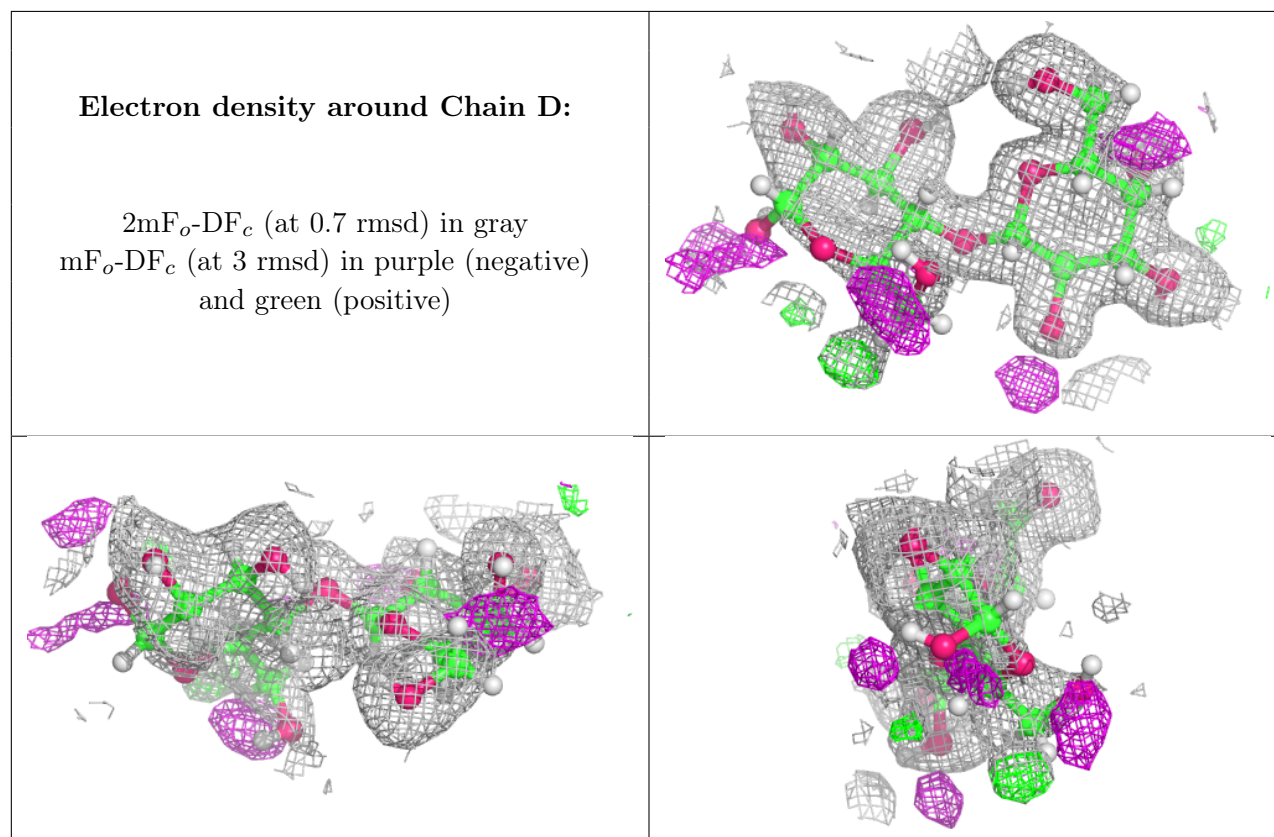 Electron density around Chain D:
2mFₒ-DF𝒸 (at 0.7 rmsd) in gray
mFₒ-DF𝒸 (at 3 rmsd) in purple (negative)
and green (positive)